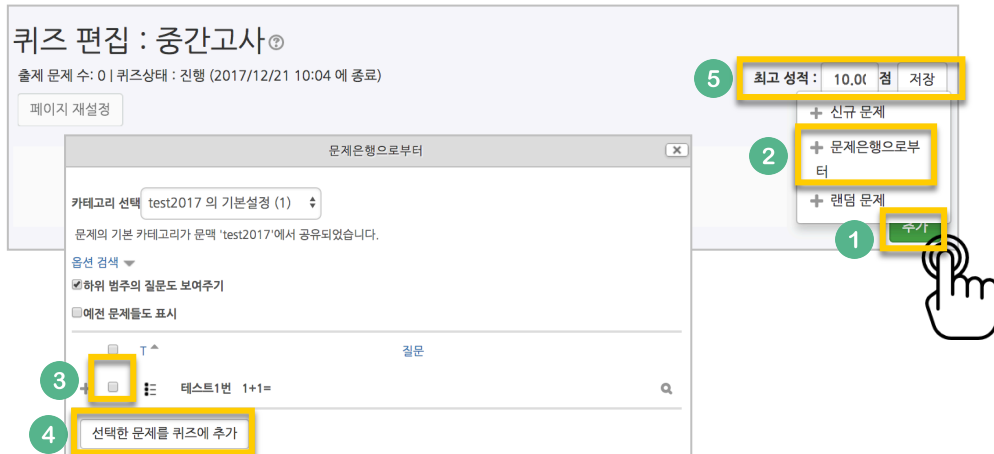 퀴즈 편집 : 중간고사
출제 문제 수: 0 | 퀴즈상태 : 진행 (2017/12/21 10:04 에 종료)
5
최고 성적 : 10.0( 점 저장
페이지 재설정
+ 신규 문제
2
+ 문제은행으로부
터
+ 랜덤 문제
1
추가
문제은행으로부터
x
카테고리 선택 test2017 의 기본설정 (1)
문제의 기본 카테고리가 문맥 'test2017'에서 공유되었습니다.
옵션 검색
하위 범주의 질문도 보여주기
예전 문제들도 표시
T 질문
3
+ 테스트1번 1+1=
4
선택한 문제를 퀴즈에 추가